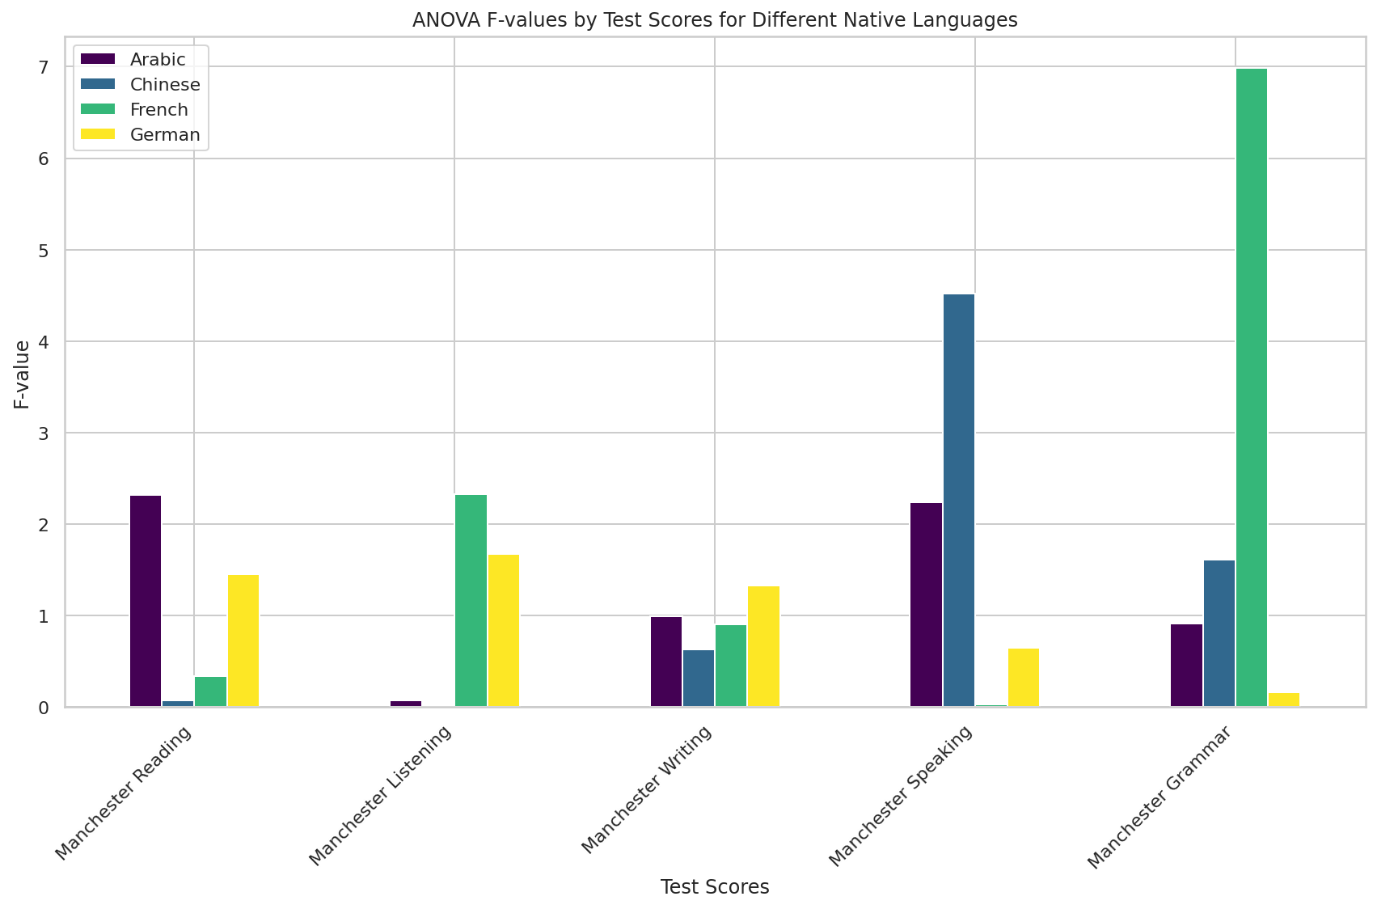 ANOVA F-values by Test Scores for Different Native Languages
Arabic
Chinese
French
German
F-value
7
6
5
4
3
2
1
0
Manchester Reading
Manchester Listening
Manchester Writing
Manchester Speaking
Manchester Grammar
Test Scores